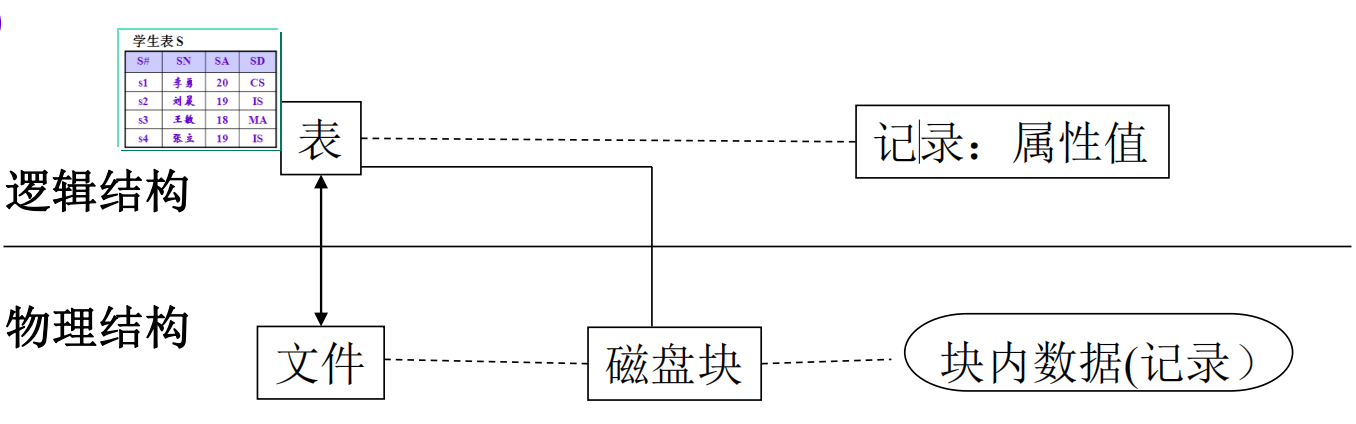 学生表 S
S# SN SA SD
s1 李勇 20 CS
s2 刘晨 19 IS
s3 王敏 18 MA
s4 张立 19 IS
表
记录：属性值
逻辑结构
物理结构
文件
磁盘块
块内数据(记录）